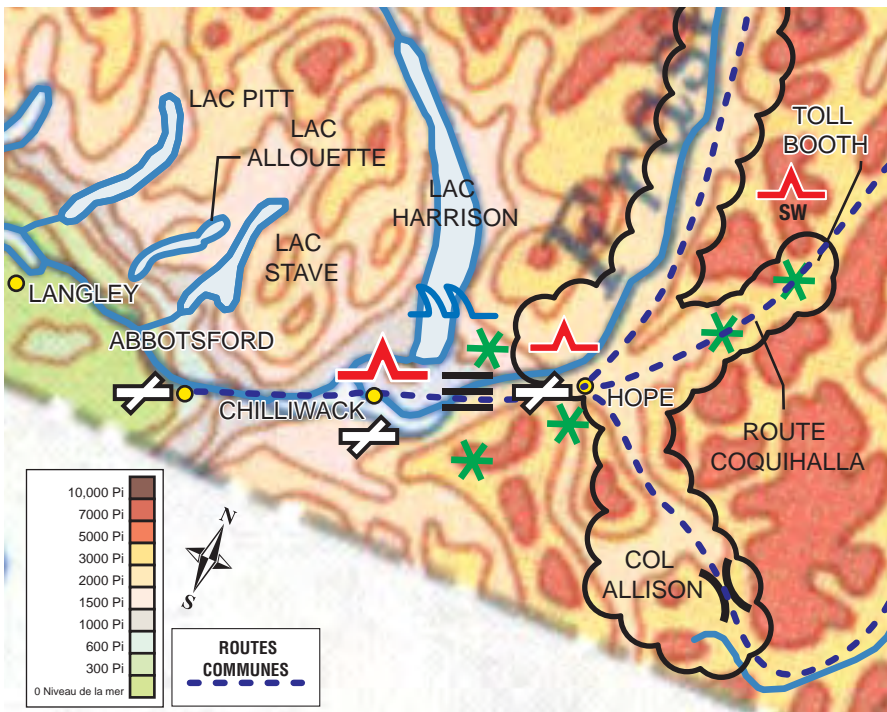 LAC PITT
LAC
ALLOUETTE
LAC
HARRISON
LAC
STAVE
Fraser
TOLL
BOOTH
SW
LANGLEY
ABBOTSFORD
CHILLIWACK
HOPE
ROUTE
COQUIHALLA
COL
ALLISON
10,000 Pi
7000 Pi
5000 Pi
3000 Pi
2000 Pi
1500 Pi
1000 Pi
600 Pi
300 Pi
0 Niveau de la mer
N
S
ROUTES
COMMUNES